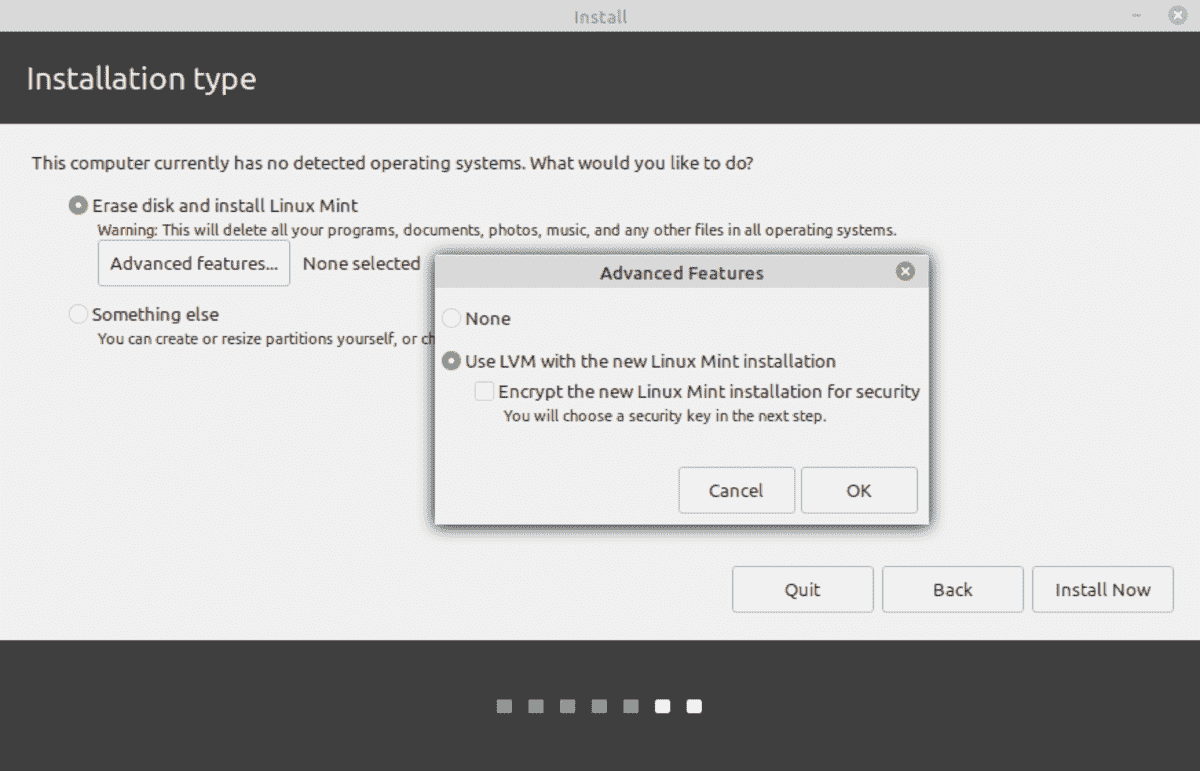 Install
Installation type
This computer currently has no detected operating systems. What would you like to do?
Erase disk and install Linux Mint
Warning: This will delete all your programs, documents, photos, music, and any other files in all operating systems.
Advanced features... None selected
Something else
You can create or resize partitions yourself, or
Advanced Features
None
Use LVM with the new Linux Mint installation
Encrypt the new Linux Mint installation for security
You will choose a security key in the next step.
Cancel OK
Quit Back Install Now